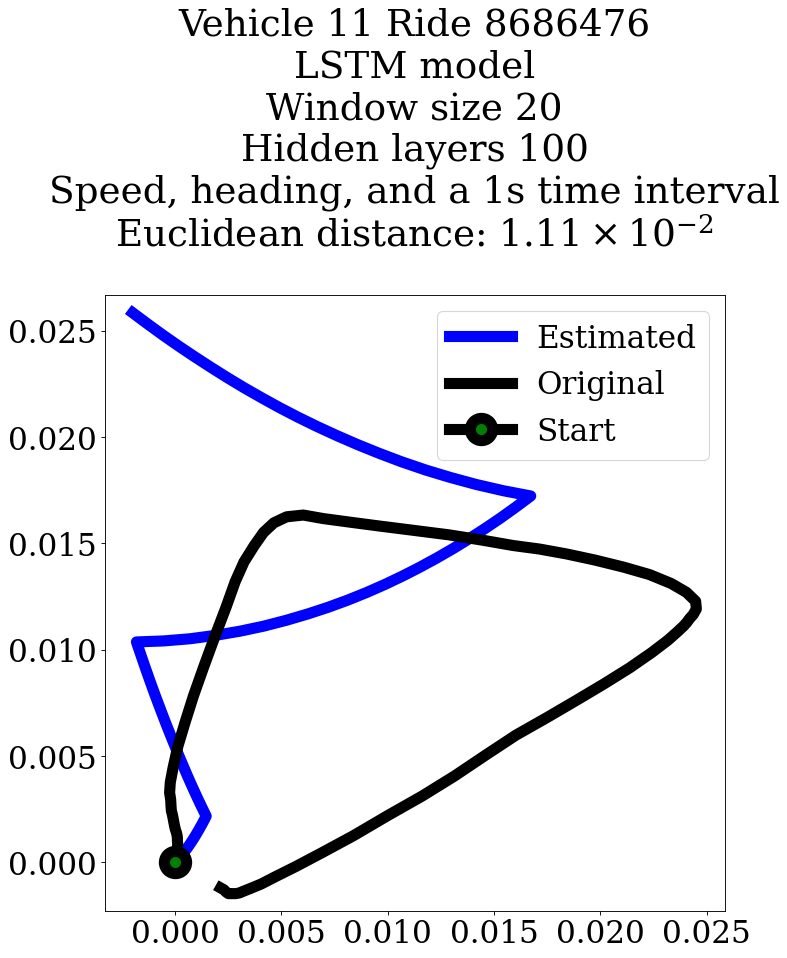 Vehicle 11 Ride 8686476
LSTM model
Window size 20
Hidden layers 100
Speed, heading, and a 1s time interval
Euclidean distance: 1.11 × 10⁻²
Estimated
Original
Start
0.025
0.020
0.015
0.010
0.005
0.000
0.000 0.005 0.010 0.015 0.020 0.025